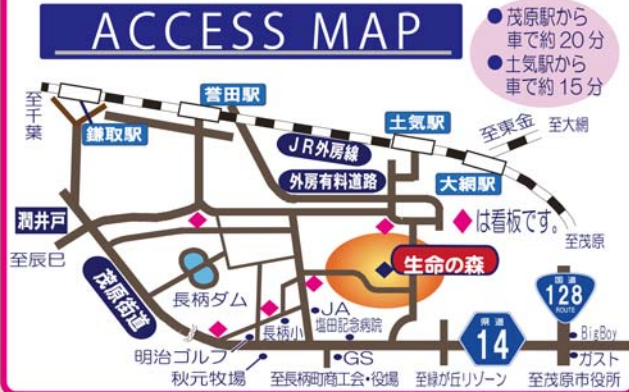 ACCESS MAP
●茂原駅から
車で約20分
●土気駅から
車で約15分
至千葉
鎌取駅
誉田駅
土気駅
至東金
至大網
JR外房線
外房有料道路
大網駅
◆は看板です。
至茂原
潤井戸
至辰巳
茂原街道
長柄ダム
生命の森
国道
128
ROUTE
県道
14
JA
塩田記念病院
長柄小
明治ゴルフ
秋元牧場
GS
至長柄町商工会・役場
至緑が丘リゾーン
BigBoy
ガスト
至茂原市役所